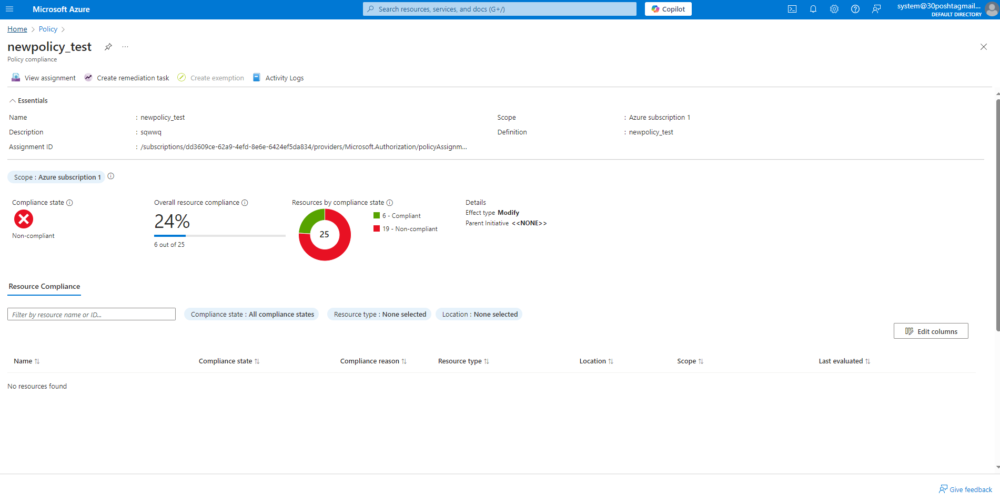 Microsoft Azure
Search resources, services, and docs (G+/)
Copilot
system@30poshtagmail...
DEFAULT DIRECTORY
Home > Policy >
newpolicy_test
...
Policy compliance
View assignment
Create remediation task
Create exemption
Activity Logs
Essentials
Name : newpolicy_test
Scope : Azure subscription 1
Description : sqwwq
Definition : newpolicy_test
Assignment ID : /subscriptions/dd3609ce-62a9-4efd-8e6e-6424ef5da834/providers/Microsoft.Authorization/policyAssignm...
Scope : Azure subscription 1
Compliance state
Non-compliant
Overall resource compliance
24%
6 out of 25
Resources by compliance state
25
6 - Compliant
19 - Non-compliant
Details
Effect type Modify
Parent Initiative <<NONE>>
Resource Compliance
Filter by resource name or ID...
Compliance state : All compliance states
Resource type : None selected
Location : None selected
Edit columns
Name
Compliance state
Compliance reason
Resource type
Location
Scope
Last evaluated
No resources found
Give feedback